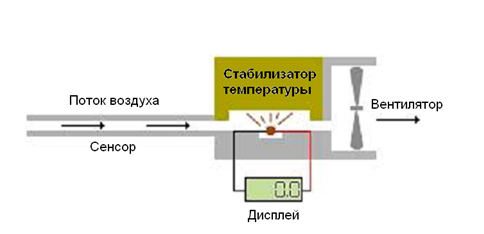 Стабилизатор
температуры
Поток воздуха
Вентилятор
Сенсор
0.0
Дисплей